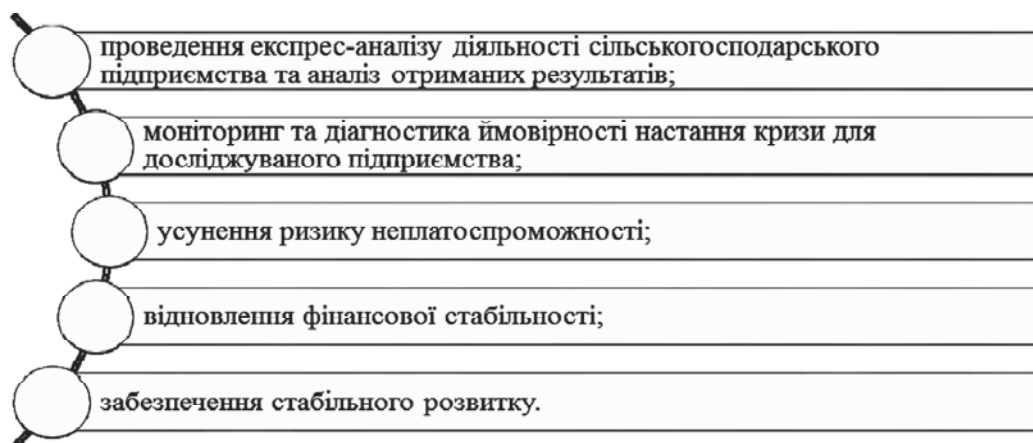 проведення експрес-аналізу діяльності сільськогосподарського
підприємства та аналіз отриманих результатів;
моніторинг та діагностика ймовірності настання кризи для
досліджуваного підприємства;
усунення ризику неплатоспроможності;
відновлення фінансової стабільності;
забезпечення стабільного розвитку.